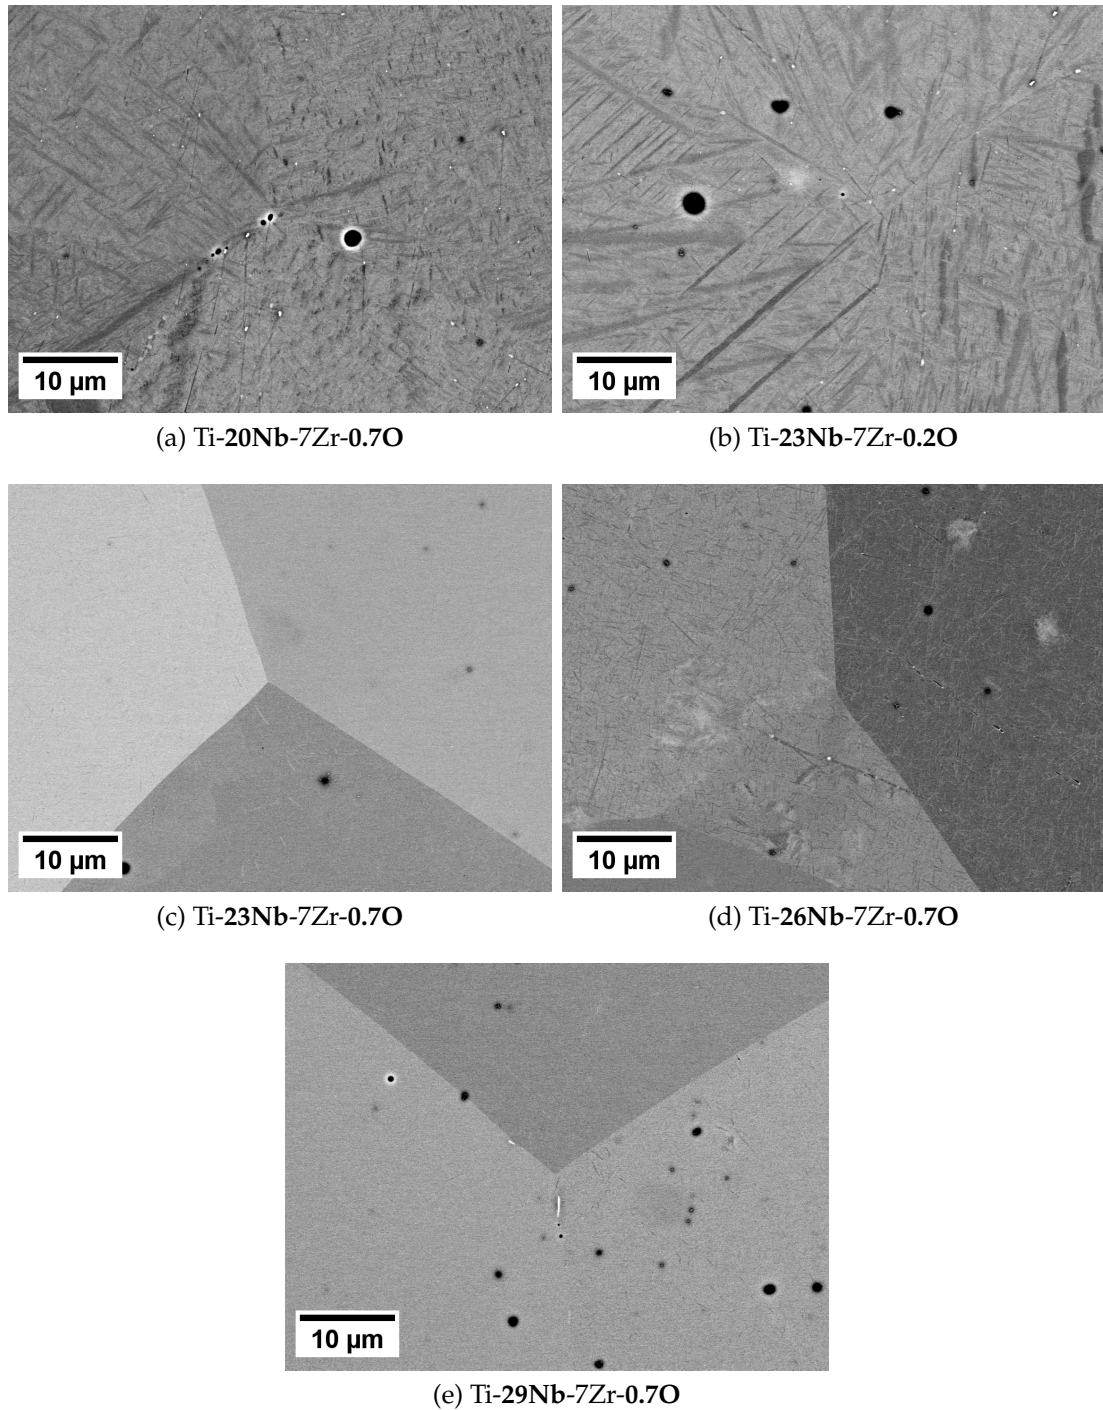 10 µm
10 µm
(a) Ti-20Nb-7Zr-0.7O
(b) Ti-23Nb-7Zr-0.2O
10 µm
10 µm
(c) Ti-23Nb-7Zr-0.7O
(d) Ti-26Nb-7Zr-0.7O
10 µm
(e) Ti-29Nb-7Zr-0.7O